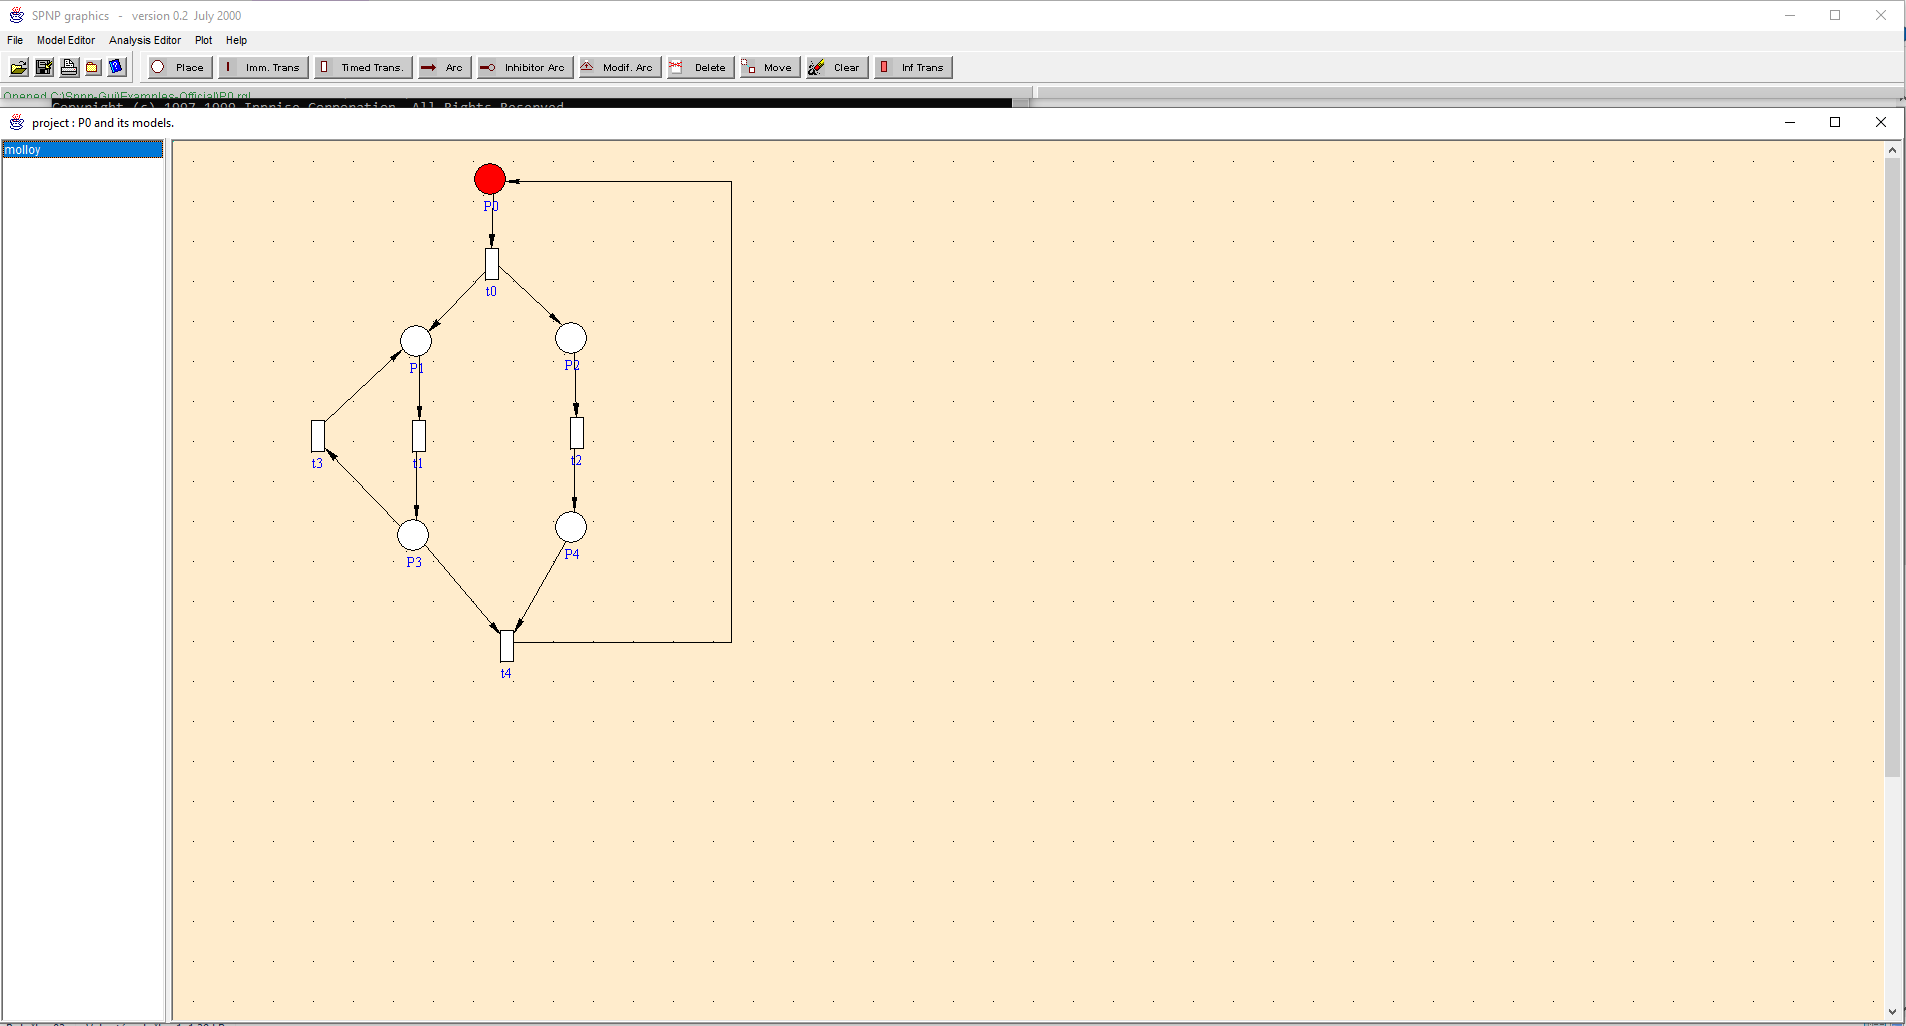 SPNP graphics - version 0.2 July 2000
File Model Editor Analysis Editor Plot Help
Place Imm. Trans Timed Trans. Arc Inhibitor Arc Modif. Arc Delete Move Clear Inf Trans
Opened C:\Spnp-Gui\Examples-Official\P0.rgl
Copyright (c) 1997-1999 Inprise Corporation. All Rights Reserved.
project : P0 and its models.
molloy
P0
t0
P1
P2
t3
t1
t2
P3
P4
t4